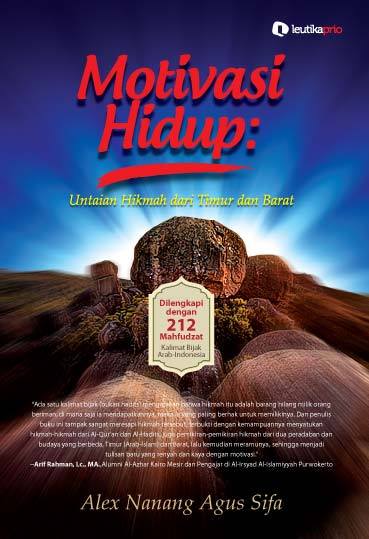 leutikaprio
Motivasi
Hidup:
Untaian Hikmah dari Timur dan Barat
Dilengkapi
dengan
212
Mahfudzat
Kalimat Bijak
Arab-Indonesia
"Ada satu kalimat bijak (bukan hadits) mengatakan bahwa hikmah itu adalah barang hilang milik orang
beriman, di mana saja ia mendapatkannya, maka ia yang paling berhak untuk memilikinya. Dan penulis
buku ini tampak sangat meresapi hikmah tersebut, terbukti dengan kemampuannya menyatukan
hikmah-hikmah dari Al-Qur'an dan Al-Hadits, juga pemikiran-pemikiran hikmah dari dua peradaban dan
budaya yang berbeda, Timur (Arab-Islam) dan Barat, lalu kemudian meramunya, sehingga menjadi
tulisan baru yang renyah dan kaya dengan motivasi."
--Arif Rahman, Lc., MA., Alumni Al-Azhar Kairo Mesir dan Pengajar di Al-Irsyad Al-Islamiyyah Purwokerto
Alex Nanang Agus Sifa